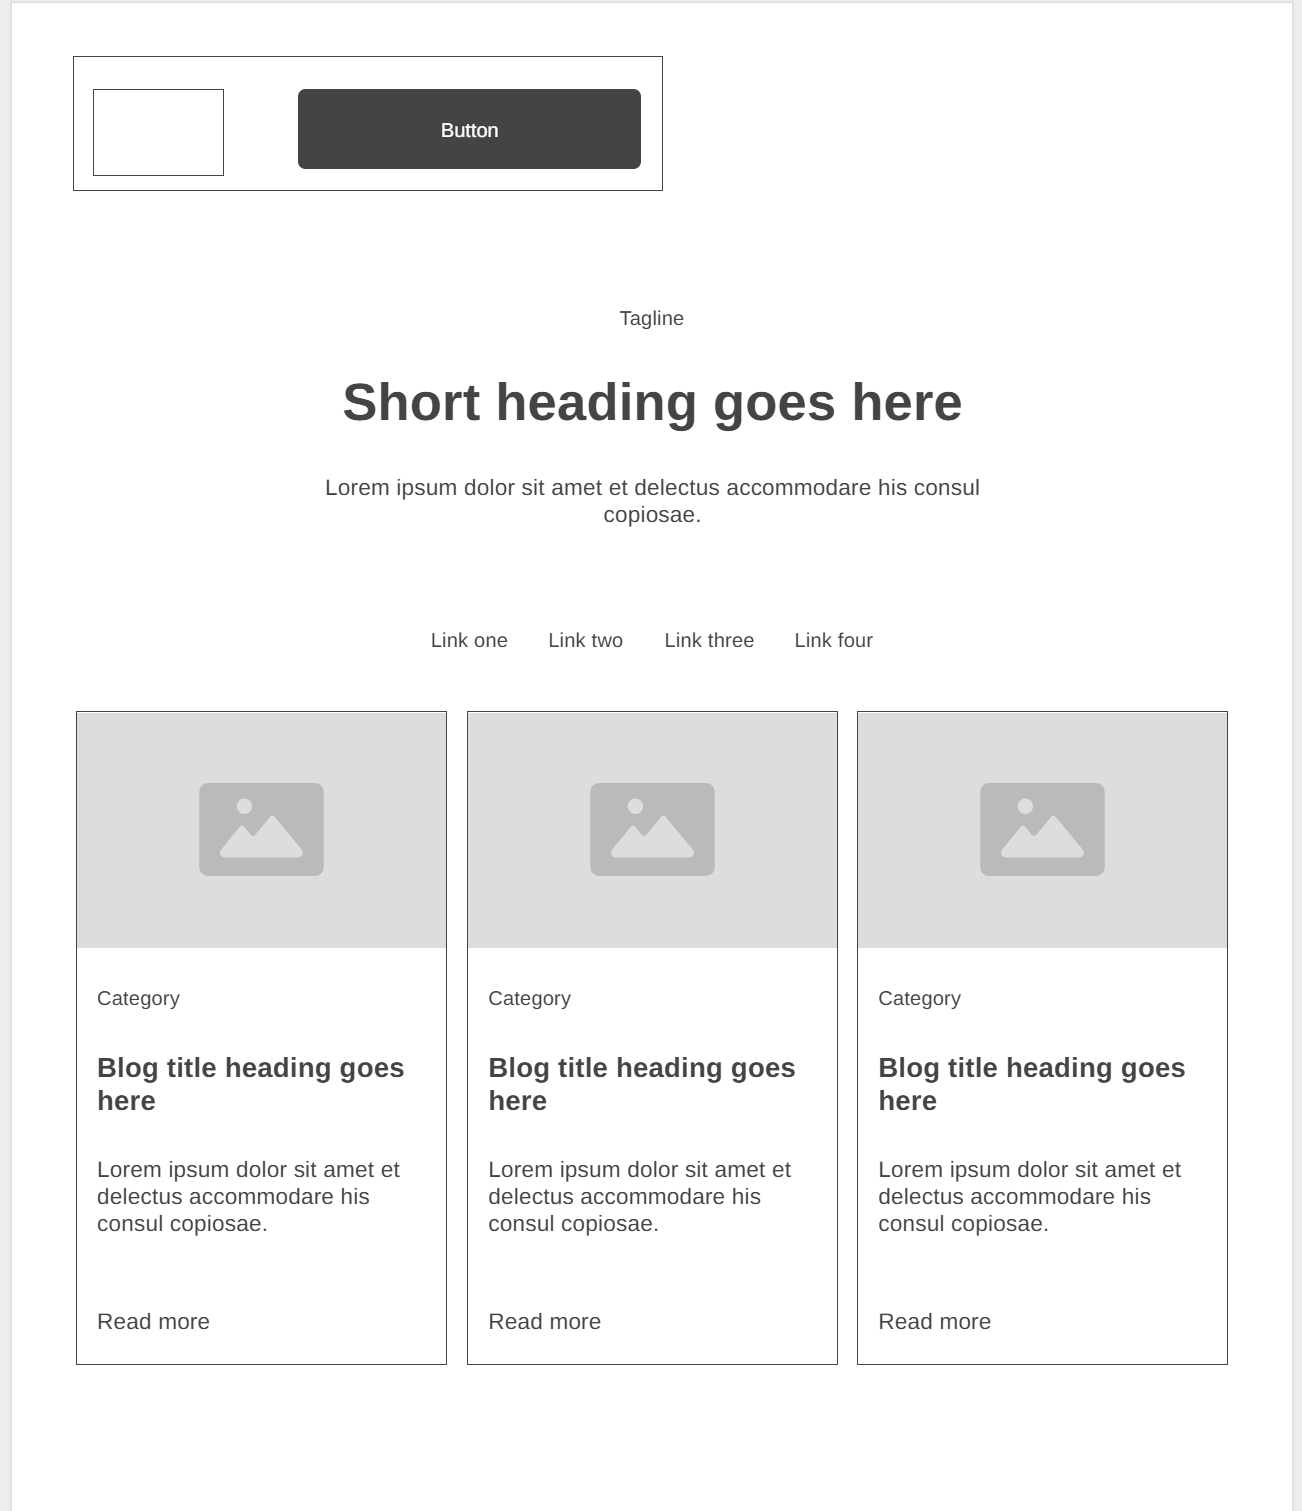 Button
Tagline
Short heading goes here
Lorem ipsum dolor sit amet et delectus accommodare his consul
copiosae.
Link one Link two Link three Link four
Category
Blog title heading goes
here
Lorem ipsum dolor sit amet et
delectus accommodare his
consul copiosae.
Read more
Category
Blog title heading goes
here
Lorem ipsum dolor sit amet et
delectus accommodare his
consul copiosae.
Read more
Category
Blog title heading goes
here
Lorem ipsum dolor sit amet et
delectus accommodare his
consul copiosae.
Read more